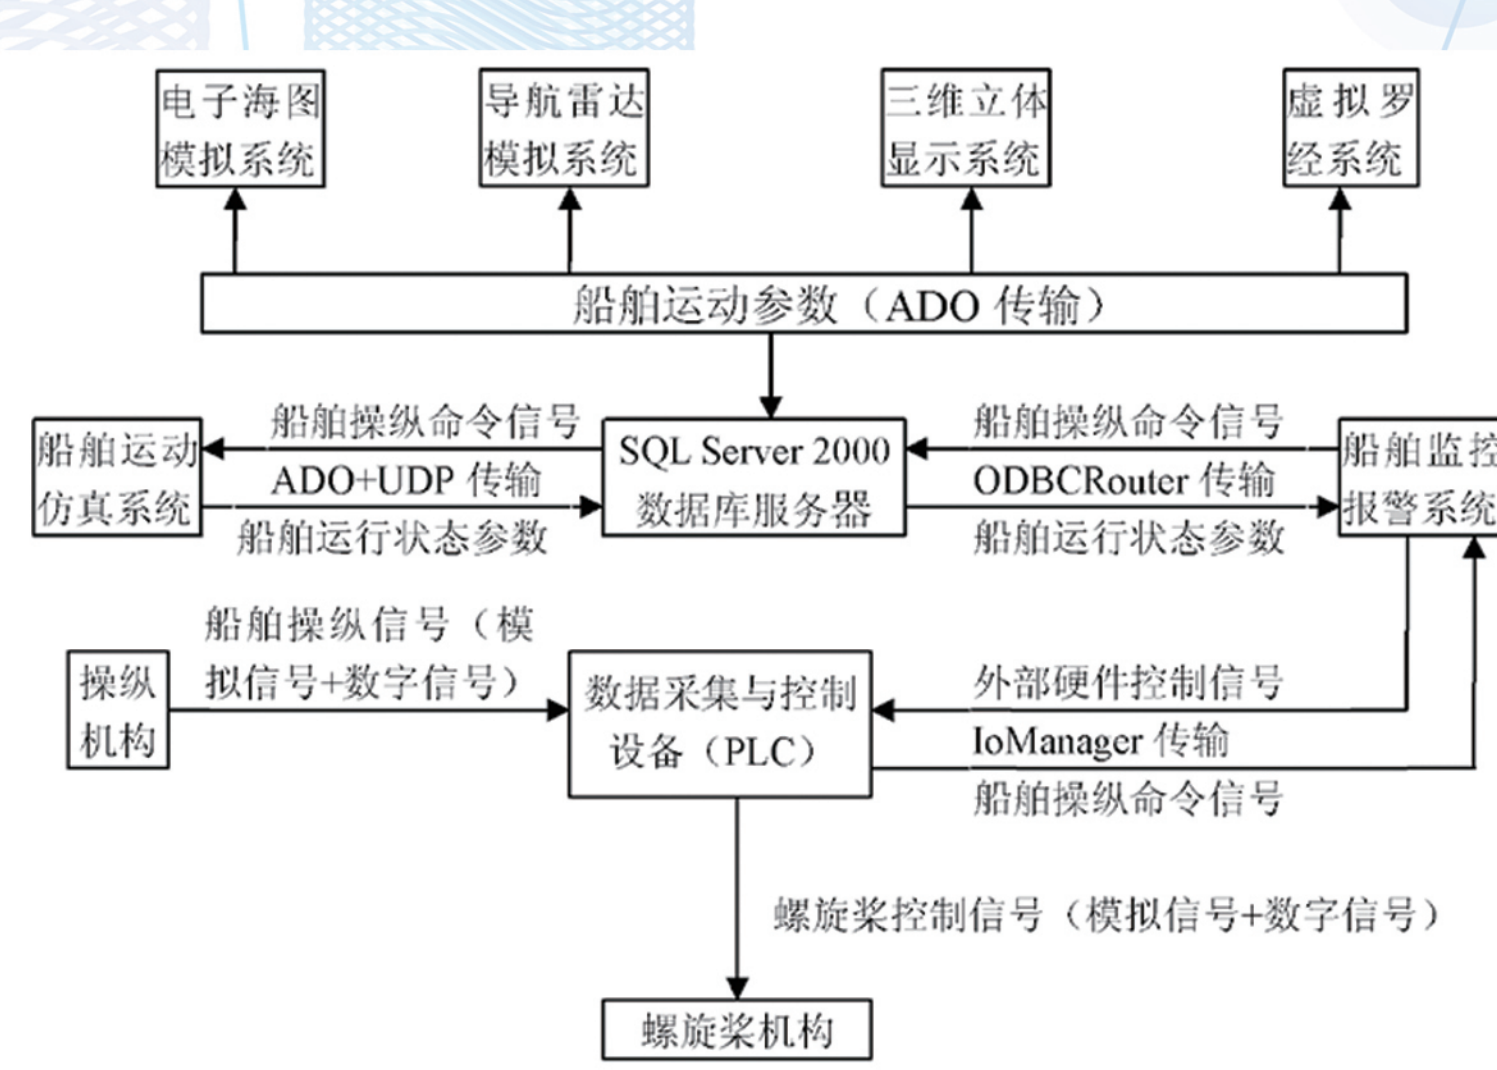 电子海图
模拟系统
导航雷达
模拟系统
三维立体
显示系统
虚拟罗
经系统
船舶运动参数（ADO 传输）
船舶运动
仿真系统
船舶操纵命令信号
ADO+UDP 传输
船舶运行状态参数
SQL Server 2000
数据库服务器
船舶操纵命令信号
ODBCRouter 传输
船舶运行状态参数
船舶监控
报警系统
操纵
机构
船舶操纵信号（模
拟信号+数字信号）
数据采集与控制
设备（PLC）
外部硬件控制信号
IoManager 传输
船舶操纵命令信号
螺旋桨控制信号（模拟信号+数字信号）
螺旋桨机构